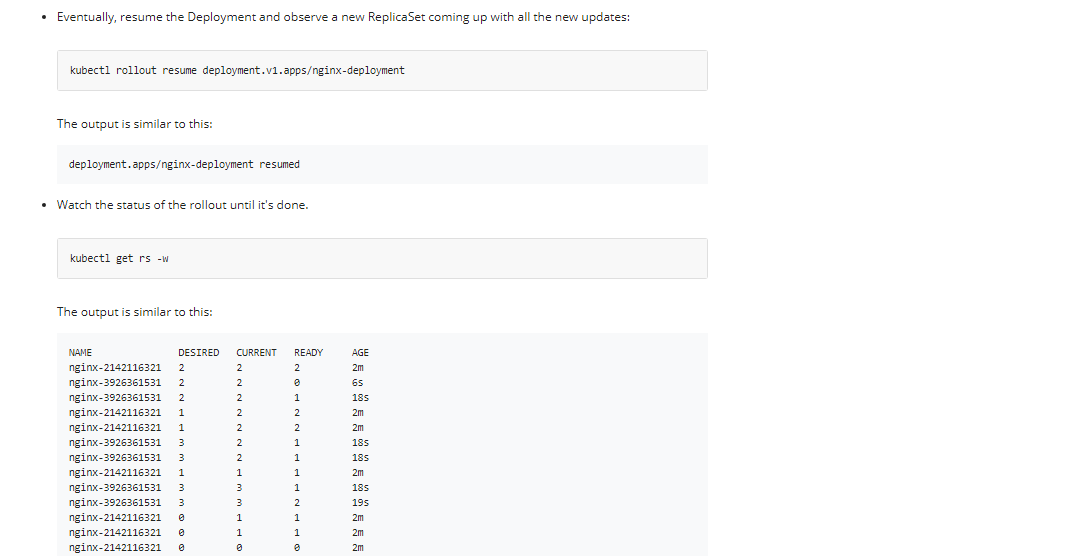 • Eventually, resume the Deployment and observe a new ReplicaSet coming up with all the new updates:
kubectl rollout resume deployment.v1.apps/nginx-deployment
The output is similar to this:
deployment.apps/nginx-deployment resumed
• Watch the status of the rollout until it's done.
kubectl get rs -w
The output is similar to this:
NAME DESIRED CURRENT READY AGE
nginx-2142116321 2 2 2 2m
nginx-3926361531 2 2 0 6s
nginx-3926361531 2 2 1 18s
nginx-2142116321 1 2 2 2m
nginx-2142116321 1 2 2 2m
nginx-3926361531 3 2 1 18s
nginx-3926361531 3 2 1 18s
nginx-2142116321 1 1 1 2m
nginx-3926361531 3 3 1 18s
nginx-3926361531 3 3 2 19s
nginx-2142116321 0 1 1 2m
nginx-2142116321 0 1 1 2m
nginx-2142116321 0 0 0 2m